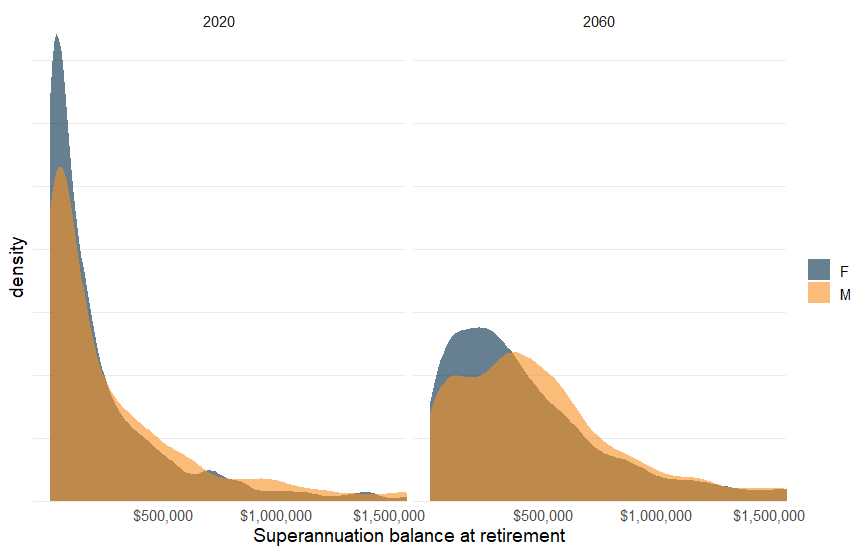 2020 2060
density
F
M
$500,000 $1,000,000 $1,500,000 $500,000 $1,000,000 $1,500,000
Superannuation balance at retirement